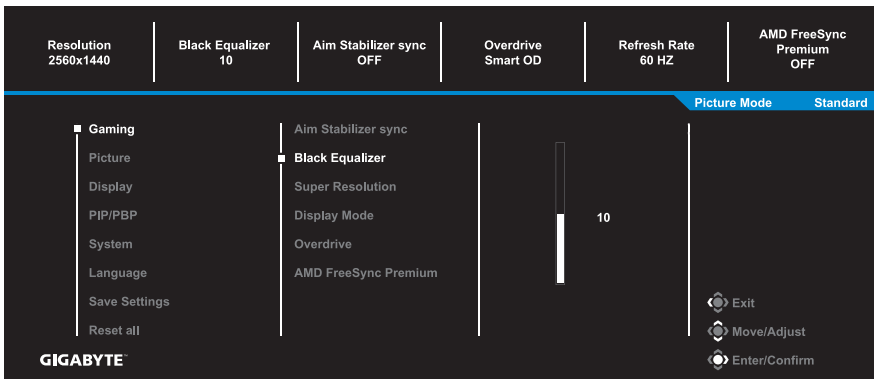 Resolution
2560x1440
Black Equalizer
10
Aim Stabilizer sync
OFF
Overdrive
Smart OD
Refresh Rate
60 HZ
AMD FreeSync
Premium
OFF
Picture Mode Standard
Gaming
Picture
Display
PIP/PBP
System
Language
Save Settings
Reset all
Aim Stabilizer sync
Black Equalizer
Super Resolution
Display Mode
Overdrive
AMD FreeSync Premium
10
Exit
Move/Adjust
Enter/Confirm
GIGABYTE™